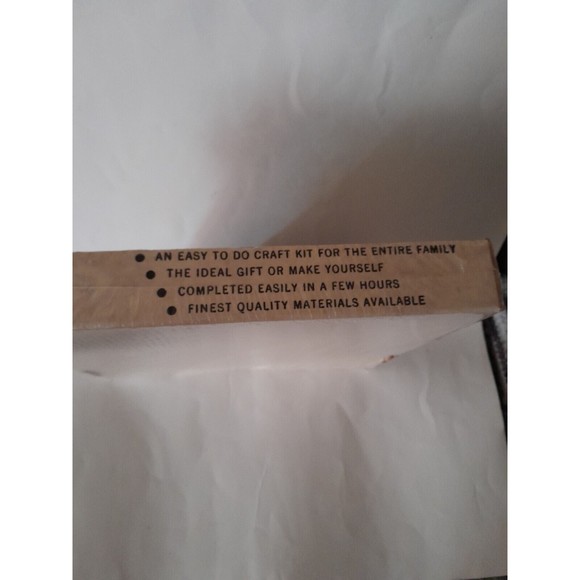 • AN EASY TO DO CRAFT KIT FOR THE ENTIRE FAMILY
• THE IDEAL GIFT OR MAKE YOURSELF
• COMPLETED EASILY IN A FEW HOURS
• FINEST QUALITY MATERIALS AVAILABLE